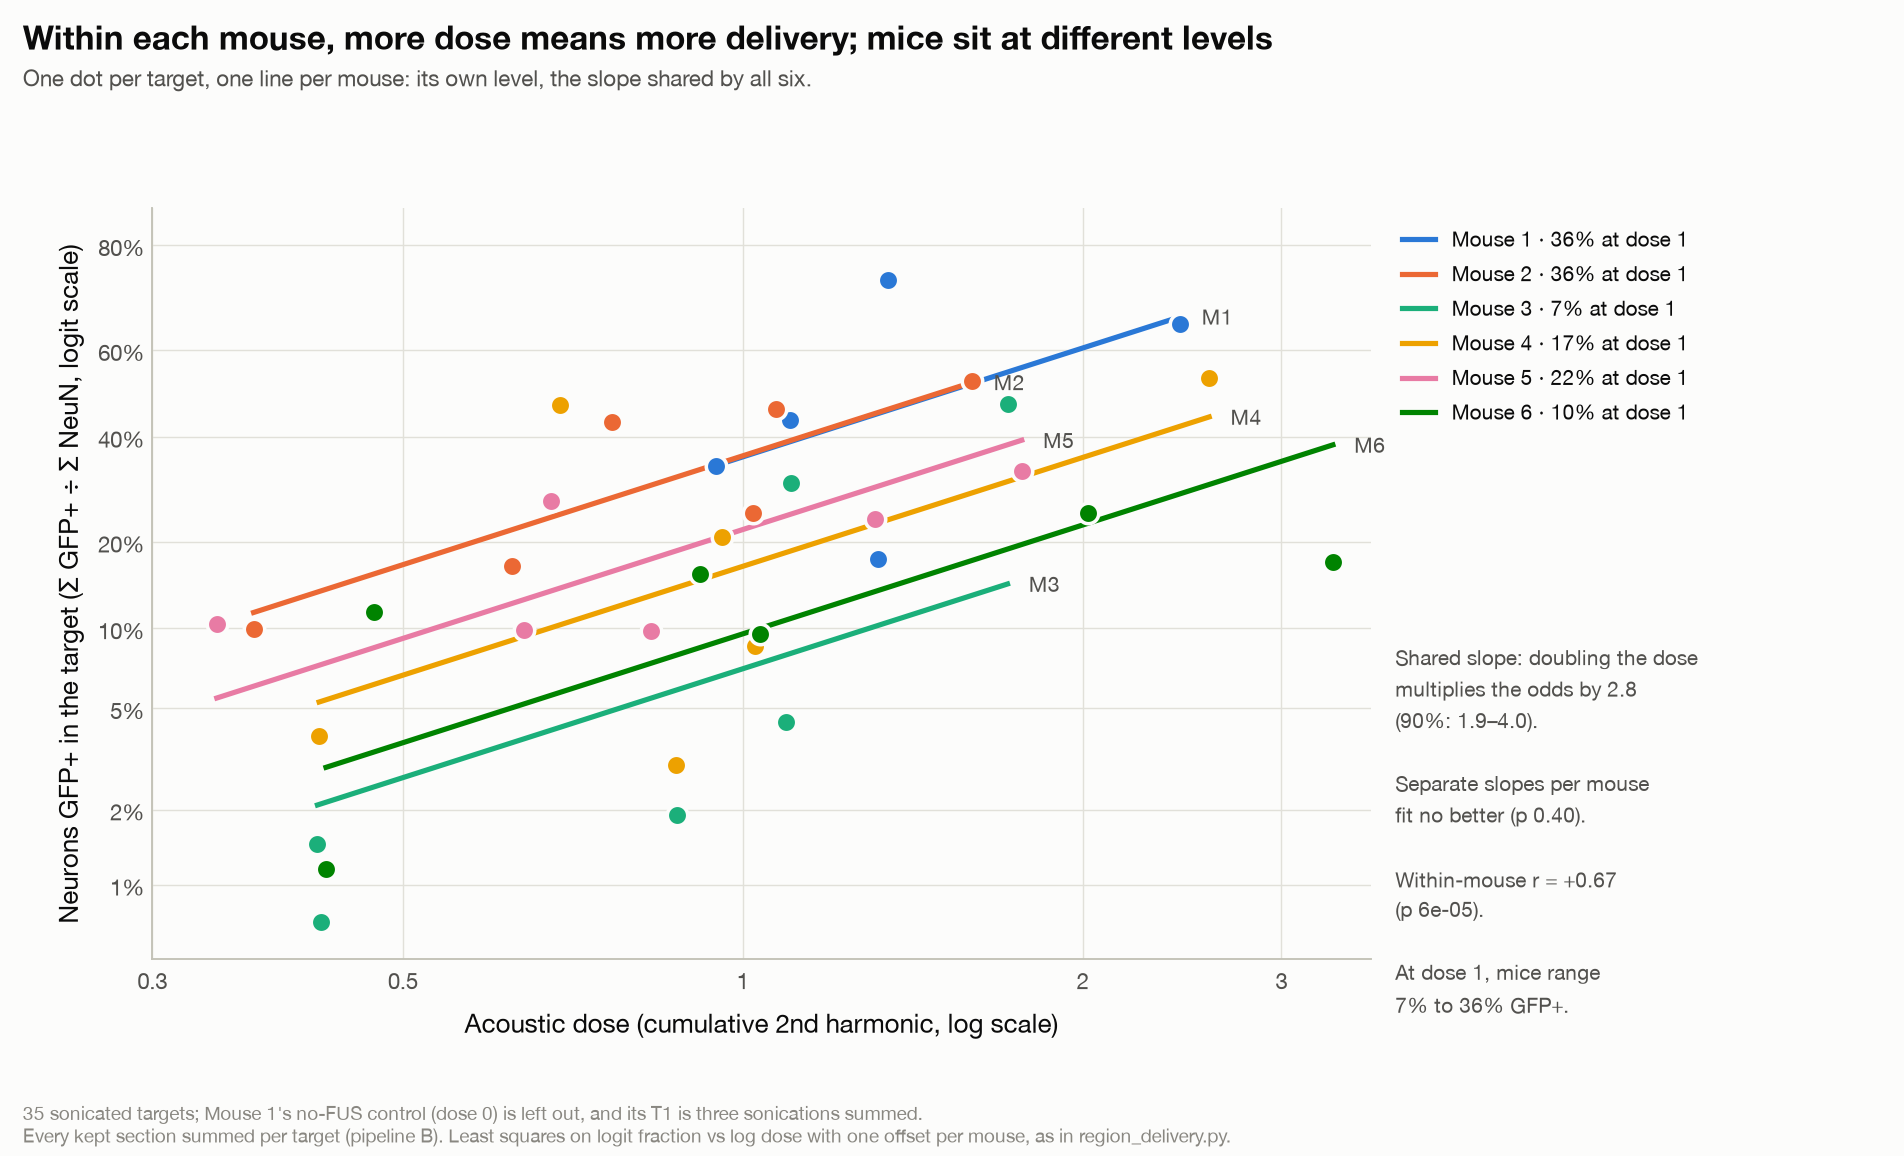 Within each mouse, more dose means more delivery; mice sit at different levels
One dot per target, one line per mouse: its own level, the slope shared by all six.
Neurons GFP+ in the target (Σ GFP+ ÷ Σ NeuN, logit scale)
80%
60%
40%
20%
10%
5%
2%
1%
0.3
0.5
1
2
3
Acoustic dose (cumulative 2nd harmonic, log scale)
M1
M2
M5
M4
M6
M3
Mouse 1 · 36% at dose 1
Mouse 2 · 36% at dose 1
Mouse 3 · 7% at dose 1
Mouse 4 · 17% at dose 1
Mouse 5 · 22% at dose 1
Mouse 6 · 10% at dose 1
Shared slope: doubling the dose
multiplies the odds by 2.8
(90%: 1.9–4.0).
Separate slopes per mouse
fit no better (p 0.40).
Within-mouse r = +0.67
(p 6e-05).
At dose 1, mice range
7% to 36% GFP+.
35 sonicated targets; Mouse 1's no-FUS control (dose 0) is left out, and its T1 is three sonications summed.
Every kept section summed per target (pipeline B). Least squares on logit fraction vs log dose with one offset per mouse, as in region_delivery.py.